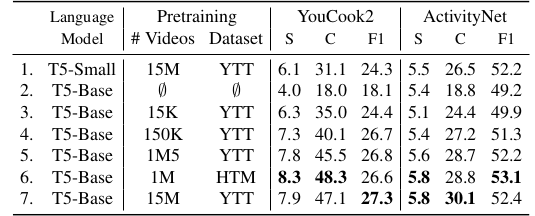 Language Pretraining YouCook2 ActivityNet
Model # Videos Dataset S C F1 S C F1
1. T5-Small 15M YTT 6.1 31.1 24.3 5.5 26.5 52.2
2. T5-Base ∅ ∅ 4.0 18.0 18.1 5.4 18.8 49.2
3. T5-Base 15K YTT 6.3 35.0 24.4 5.1 24.4 49.9
4. T5-Base 150K YTT 7.3 40.1 26.7 5.4 27.2 51.3
5. T5-Base 1M5 YTT 7.8 45.5 26.8 5.6 28.7 52.2
6. T5-Base 1M HTM 8.3 48.3 26.6 5.8 28.8 53.1
7. T5-Base 15M YTT 7.9 47.1 27.3 5.8 30.1 52.4